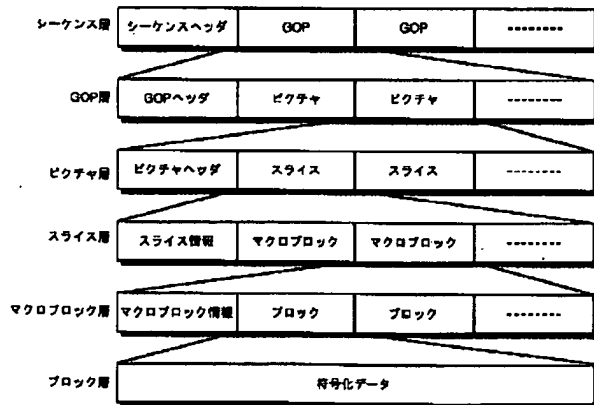 シーケンス層 シーケンスヘッダ GOP GOP --------
GOP層 GOPヘッダ ピクチャ ピクチャ --------
ピクチャ層 ピクチャヘッダ スライス スライス --------
スライス層 スライス情報 マクロブロック マクロブロック --------
マクロブロック層 マクロブロック情報 ブロック ブロック --------
ブロック層 符号化データ